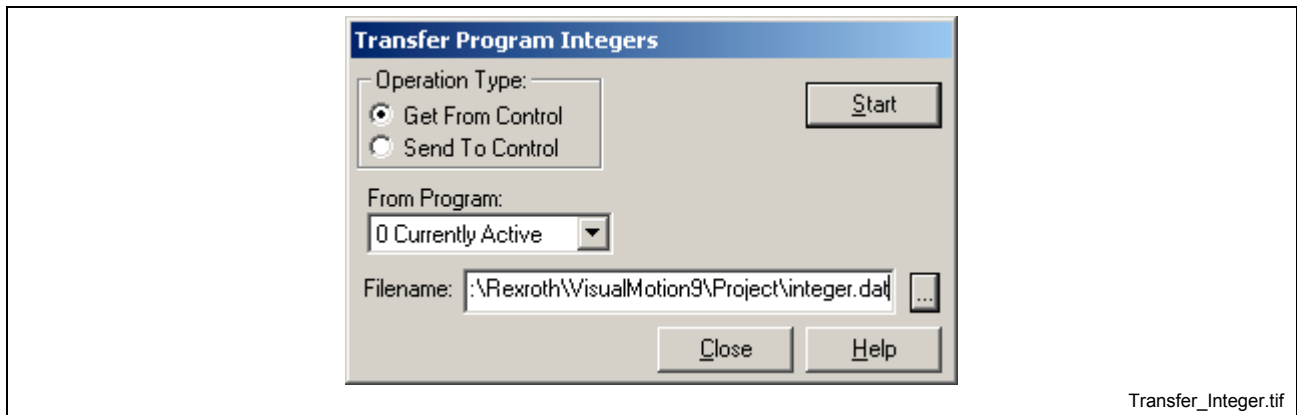 Transfer Program Integers
Operation Type:
Get From Control
Start
Send To Control
From Program:
0 Currently Active
Filename: :\Rexroth\VisualMotion9\Project\integer.dat ...
Close Help
Transfer_Integer.tif